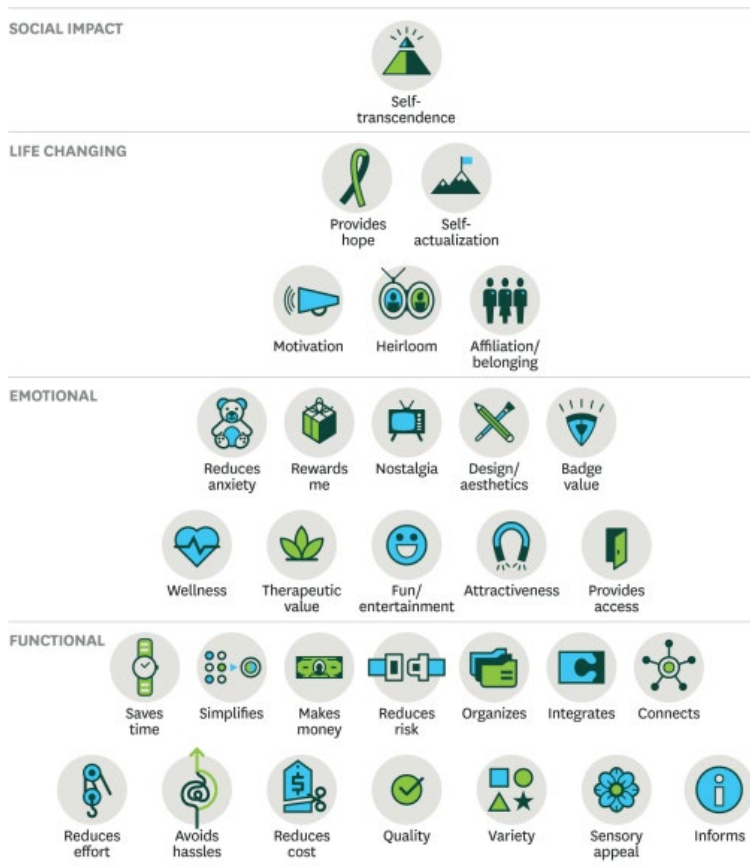 SOCIAL IMPACT
Self-
transcendence
LIFE CHANGING
Provides
hope
Self-
actualization
Motivation
Heirloom
Affiliation/
belonging
EMOTIONAL
Reduces
anxiety
Rewards
me
Nostalgia
Design/
aesthetics
Badge
value
Wellness
Therapeutic
value
Fun/
entertainment
Attractiveness
Provides
access
FUNCTIONAL
Saves
time
Simplifies
Makes
money
Reduces
risk
Organizes
Integrates
Connects
Reduces
effort
Avoids
hassles
$
Reduces
cost
Quality
Variety
Sensory
appeal
i
Informs